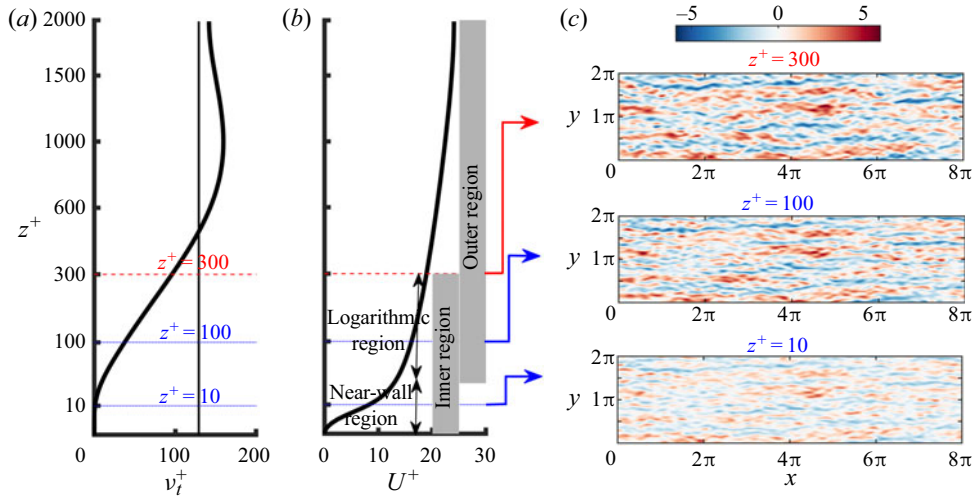 (a)
2000
1500
1000
600
300
100
10
z⁺
z⁺ = 300
z⁺ = 100
z⁺ = 10
0 100 200
νₜ⁺
(b)
Outer region
Inner region
Logarithmic
region
Near-wall
region
0 10 20 30
U⁺
(c)
−5 0 5
z⁺ = 300
2π
y 1π
0 2π 4π 6π 8π
z⁺ = 100
2π
y 1π
0 2π 4π 6π 8π
z⁺ = 10
2π
y 1π
0 2π 4π 6π 8π
x